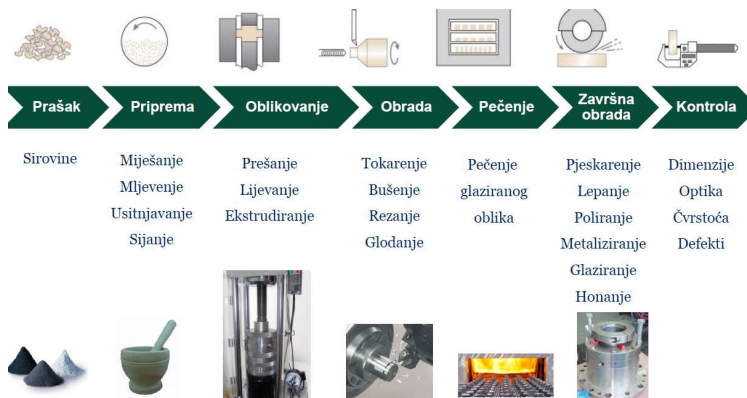 Prašak
Priprema
Oblikovanje
Obrada
Pečenje
Završna
obrada
Kontrola
Sirovine
Miješanje
Mljevenje
Usitnjavanje
Sijanje
Prešanje
Lijevanje
Ekstrudiranje
Tokarenje
Bušenje
Rezanje
Glodanje
Pečenje
glaziranog
oblika
Pjeskarenje
Lepanje
Poliranje
Metaliziranje
Glaziranje
Honanje
Dimenzije
Optika
Čvrstoća
Defekti